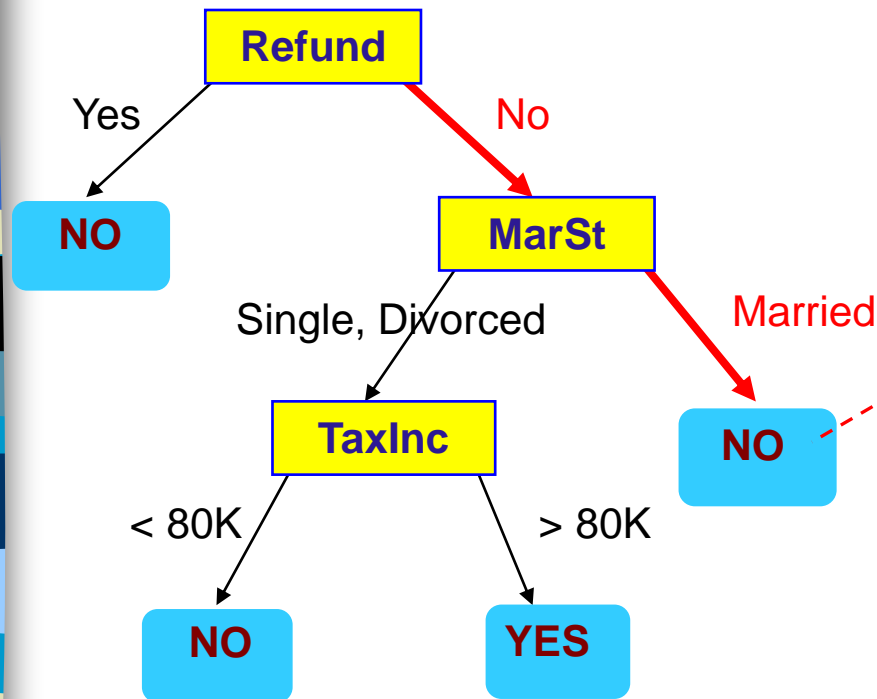 Refund
Yes
No
NO
MarSt
Single, Divorced
Married
TaxInc
NO
< 80K
> 80K
NO
YES